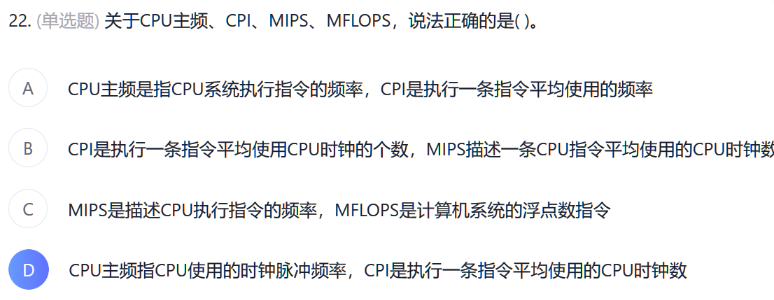 22. (单选题) 关于CPU主频、CPI、MIPS、MFLOPS，说法正确的是( )。
A CPU主频是指CPU系统执行指令的频率，CPI是执行一条指令平均使用的频率
B CPI是执行一条指令平均使用CPU时钟的个数，MIPS描述一条CPU指令平均使用的CPU时钟数
C MIPS是描述CPU执行指令的频率，MFLOPS是计算机系统的浮点数指令
D CPU主频指CPU使用的时钟脉冲频率，CPI是执行一条指令平均使用的CPU时钟数